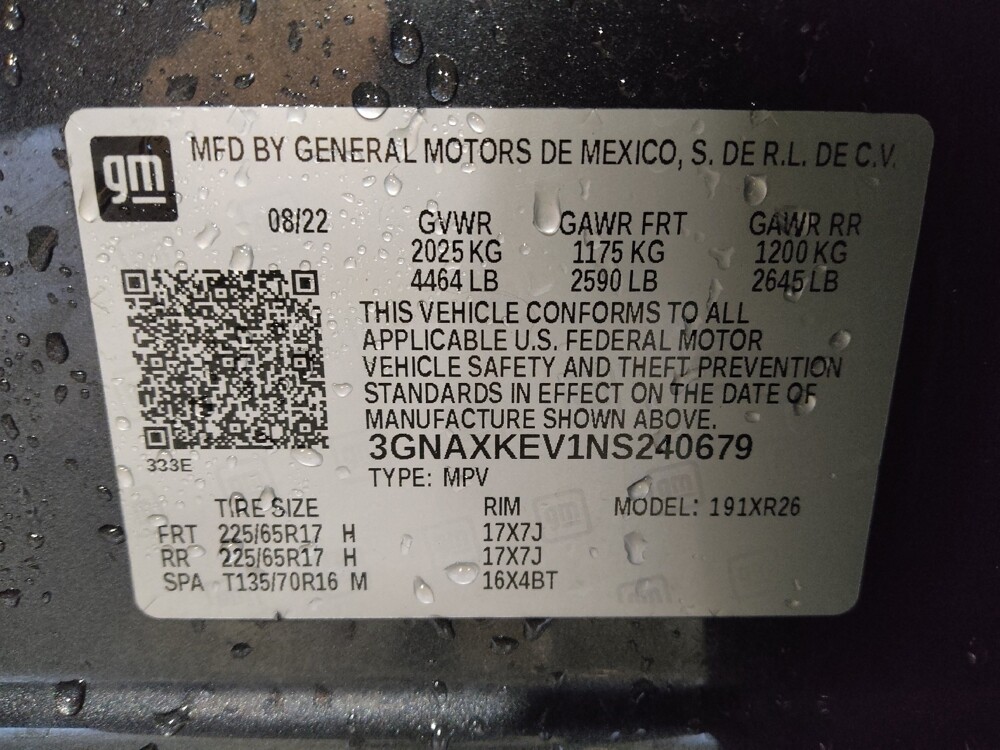 gm
MFD BY GENERAL MOTORS DE MEXICO, S. DE R.L. DE C.V.
08/22 GVWR GAWR FRT GAWR RR
2025 KG 1175 KG 1200 KG
4464 LB 2590 LB 2645 LB
THIS VEHICLE CONFORMS TO ALL
APPLICABLE U.S. FEDERAL MOTOR
VEHICLE SAFETY AND THEFT PREVENTION
STANDARDS IN EFFECT ON THE DATE OF
MANUFACTURE SHOWN ABOVE.
3GNAXKEV1NS240679
333E
TYPE: MPV
TIRE SIZE RIM MODEL: 191XR26
FRT 225/65R17 H 17X7J
RR 225/65R17 H 17X7J
SPA T135/70R16 M 16X4BT